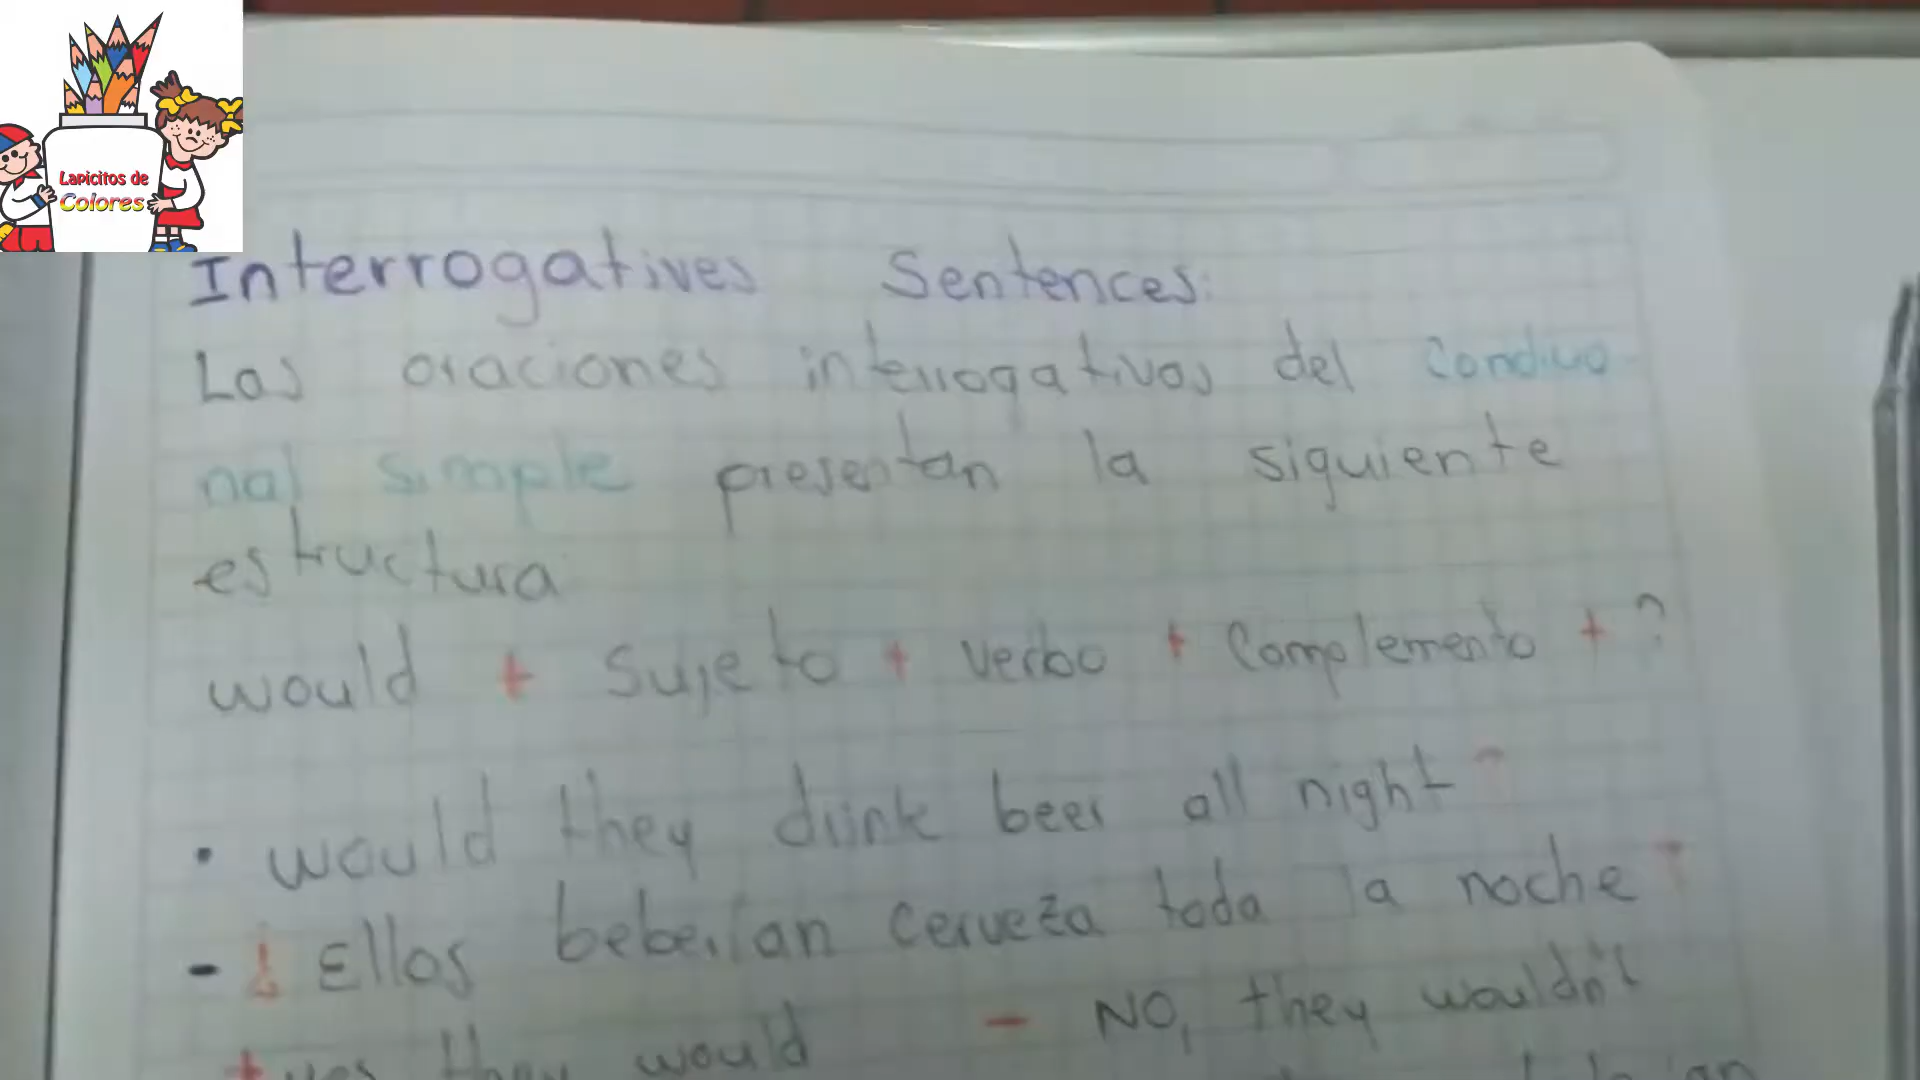 Lapicitos de
Colores
Interrogatives Sentences:
Las oraciones interrogativas del condicio
nal simple presentan la siguiente
estructura
would + Sujeto + verbo + Complemento + ?
• would they drink beer all night ?
- ¿ Ellos beberían cerveza toda la noche ?
+ yes they would - NO, they wouldn't